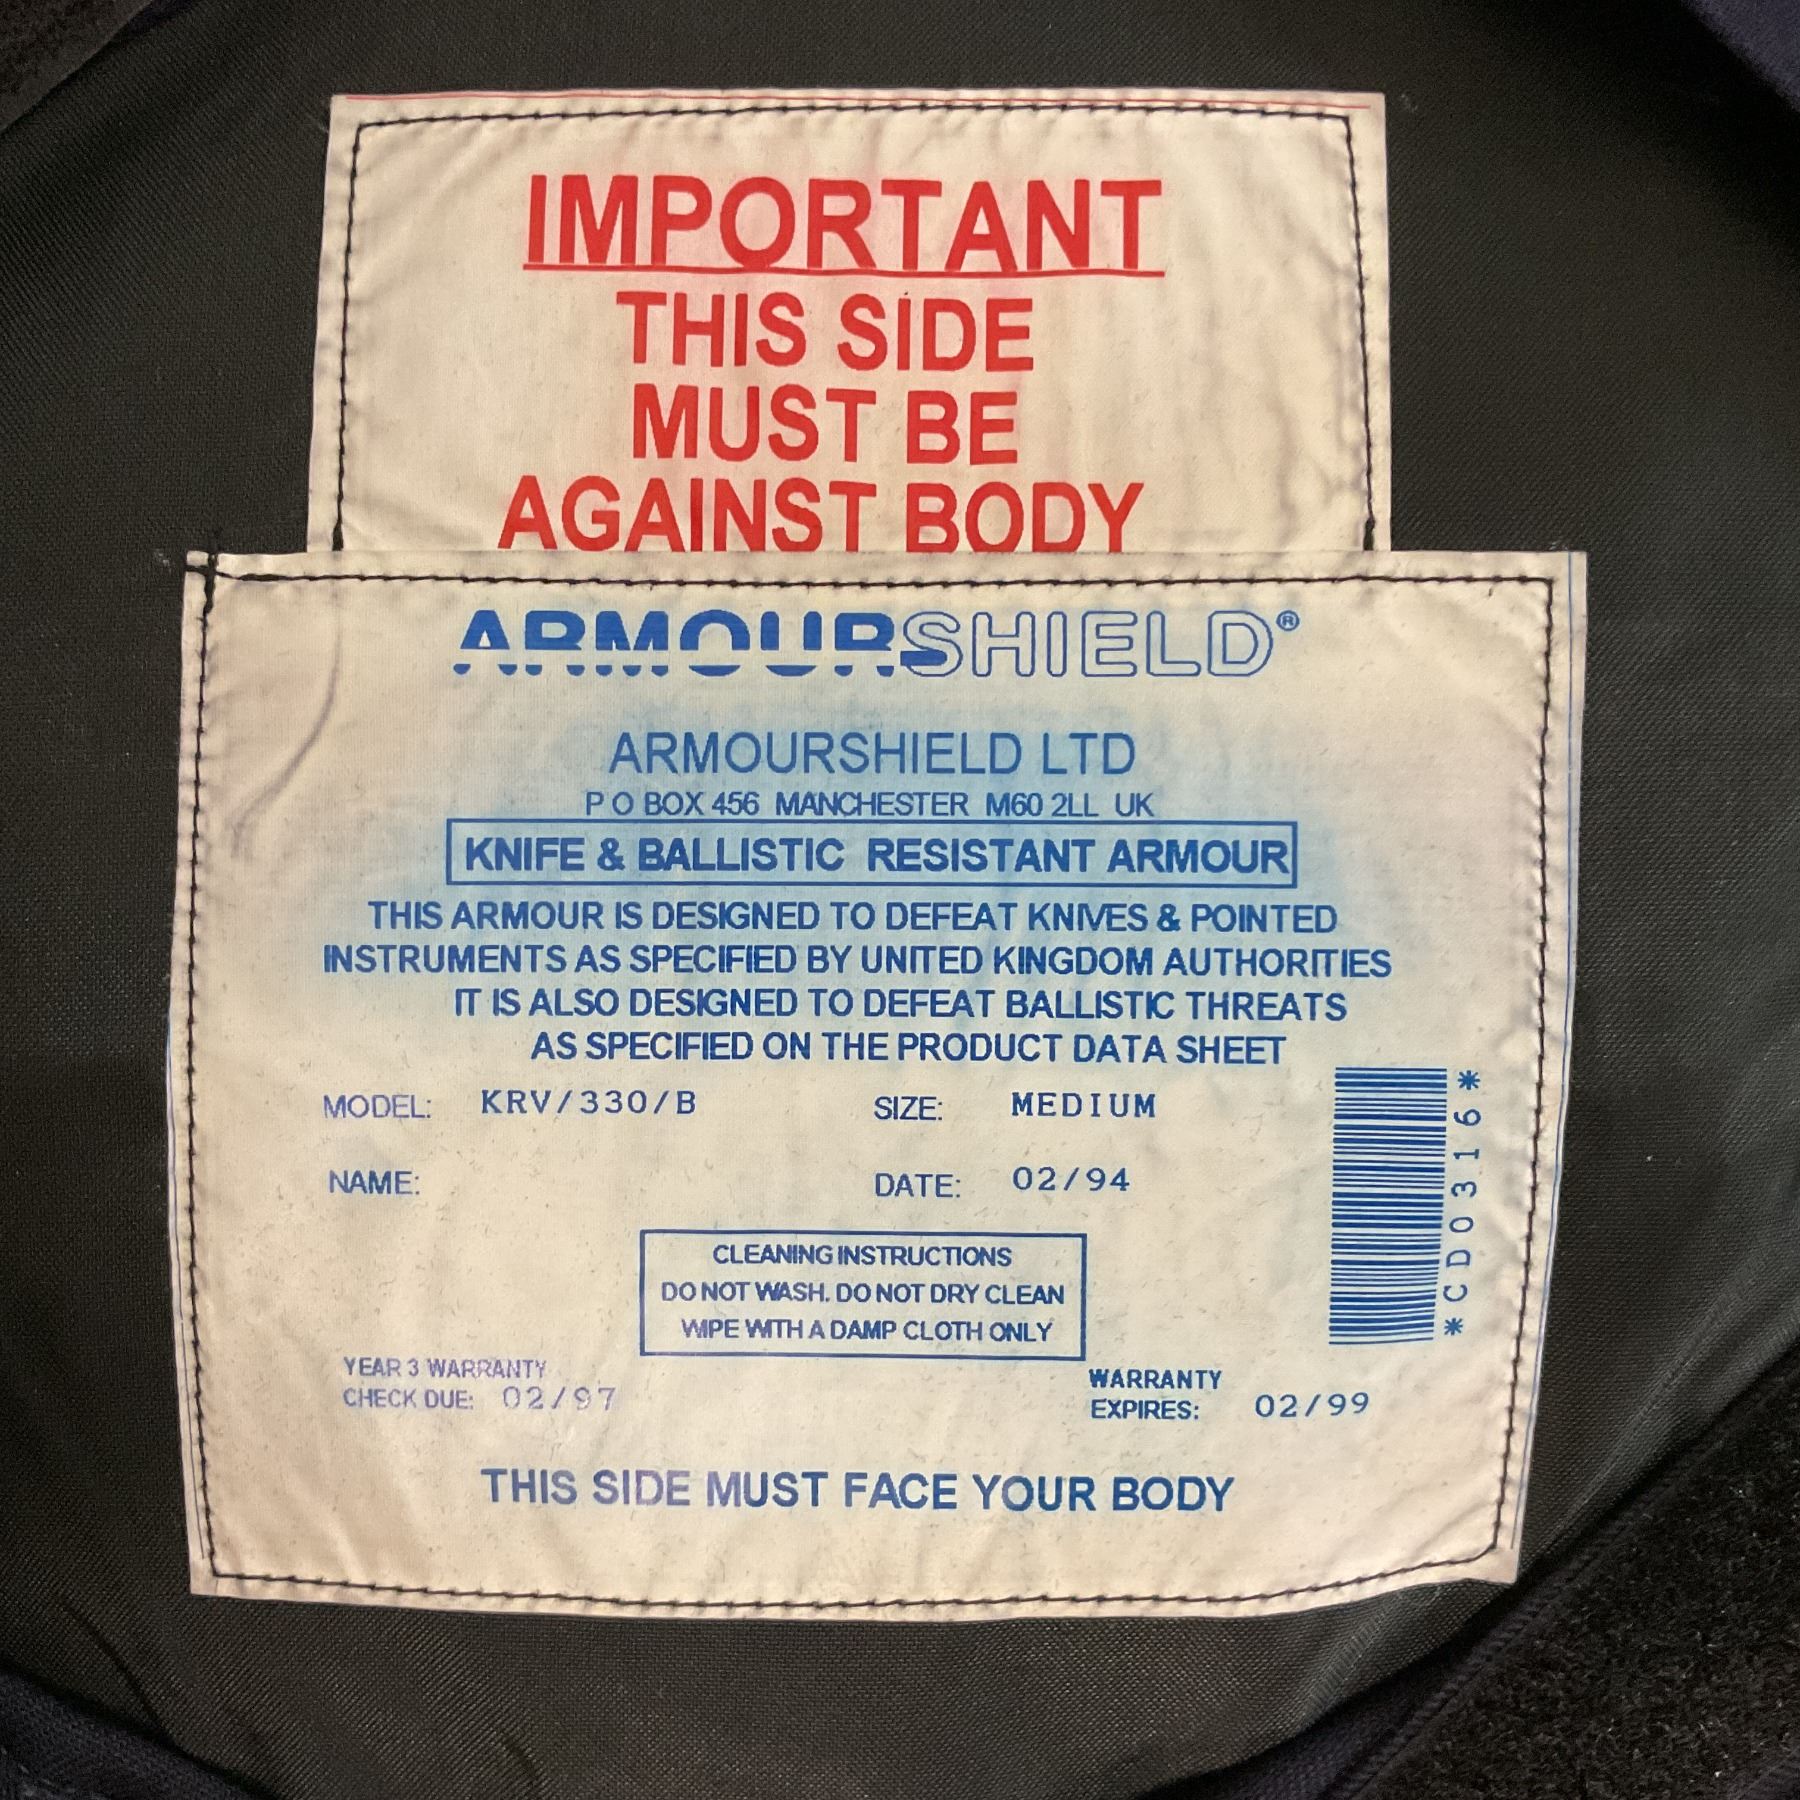 IMPORTANT
THIS SIDE
MUST BE
AGAINST BODY
ARMOURSHIELD®
ARMOURSHIELD LTD
P O BOX 456 MANCHESTER M60 2LL UK
KNIFE & BALLISTIC RESISTANT ARMOUR
THIS ARMOUR IS DESIGNED TO DEFEAT KNIVES & POINTED
INSTRUMENTS AS SPECIFIED BY UNITED KINGDOM AUTHORITIES
IT IS ALSO DESIGNED TO DEFEAT BALLISTIC THREATS
AS SPECIFIED ON THE PRODUCT DATA SHEET
MODEL: KRV/330/B SIZE: MEDIUM
NAME: DATE: 02/94
*CD0316*
CLEANING INSTRUCTIONS
DO NOT WASH. DO NOT DRY CLEAN
WIPE WITH A DAMP CLOTH ONLY
YEAR 3 WARRANTY
CHECK DUE: 02/97
WARRANTY
EXPIRES: 02/99
THIS SIDE MUST FACE YOUR BODY